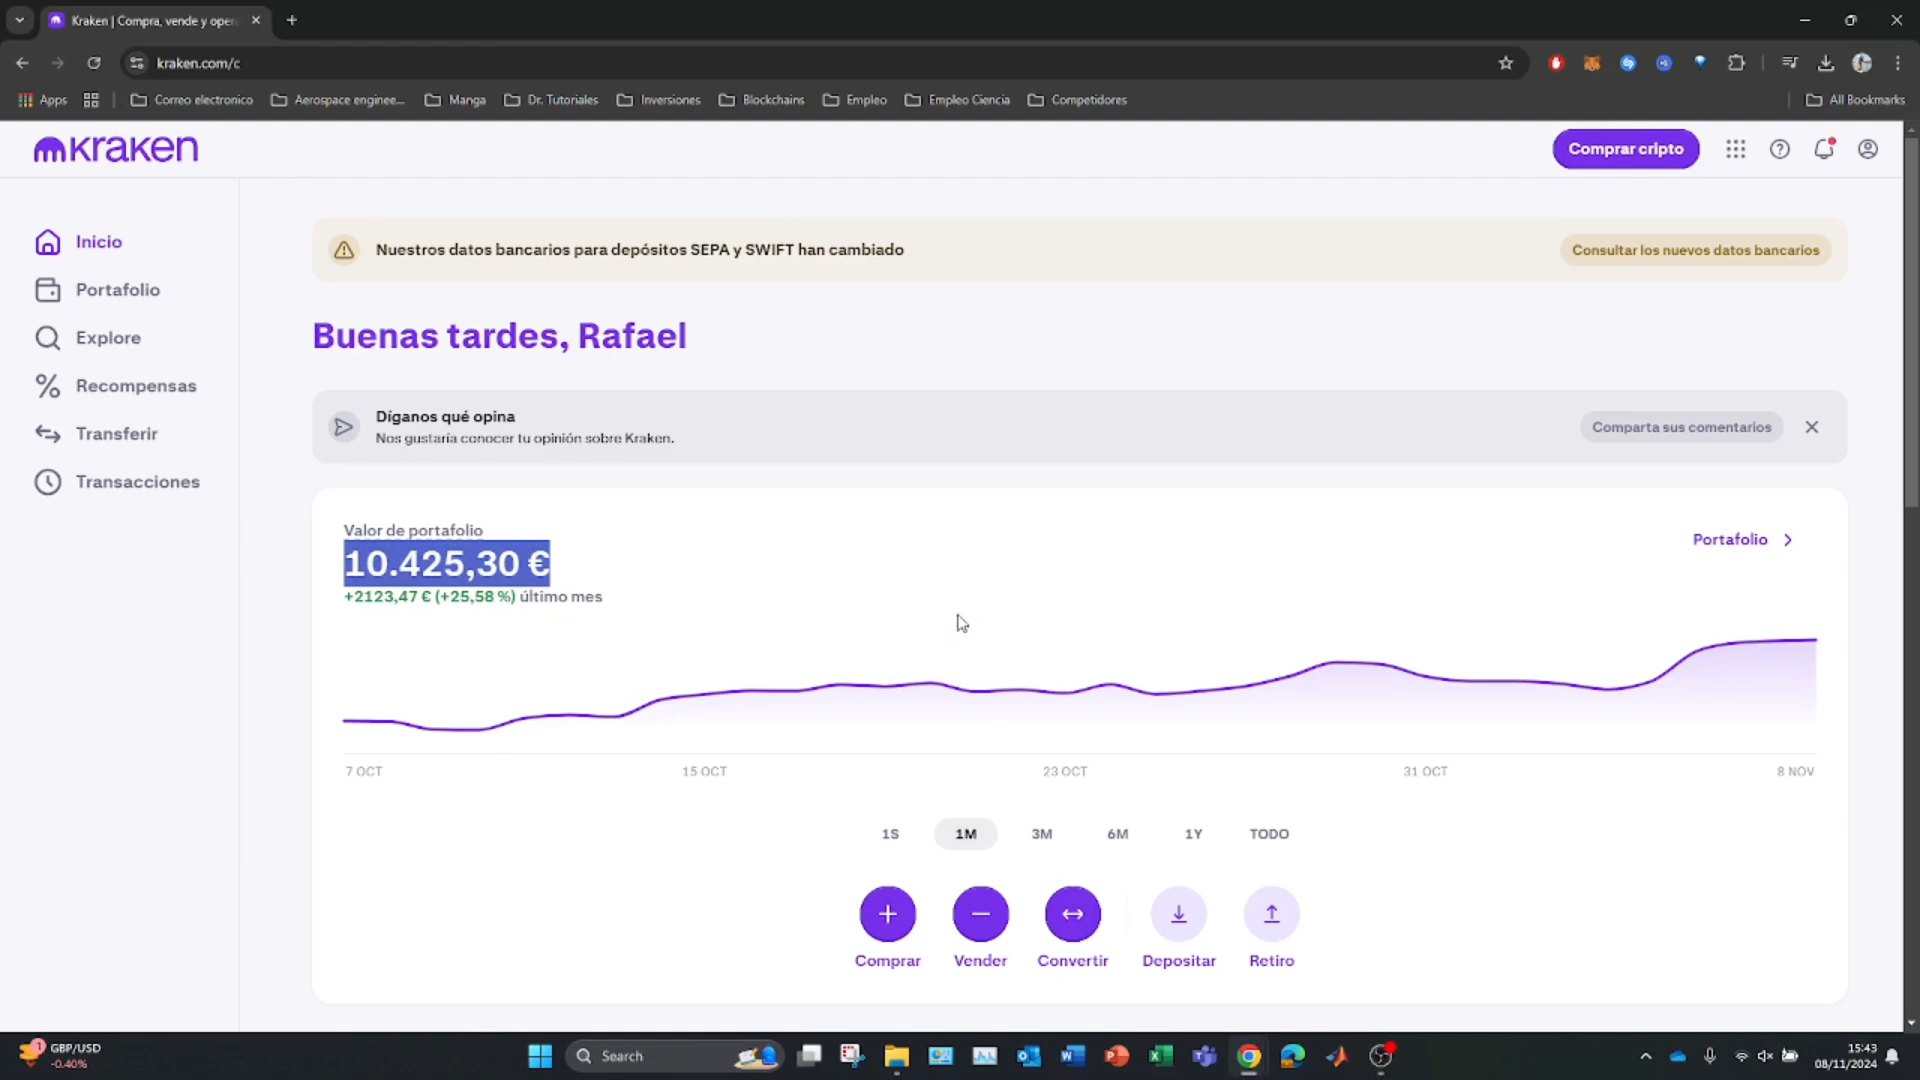 Kraken | Compra, vende y oper
kraken.com/c
Apps
Correo electronico
Aerospace enginee...
Manga
Dr. Tutoriales
Inversiones
Blockchains
Empleo
Empleo Ciencia
Competidores
All Bookmarks
kraken
Comprar cripto
Inicio
Portafolio
Explore
Recompensas
Transferir
Transacciones
Nuestros datos bancarios para depósitos SEPA y SWIFT han cambiado
Consultar los nuevos datos bancarios
Buenas tardes, Rafael
Díganos qué opina
Nos gustaría conocer tu opinión sobre Kraken.
Comparta sus comentarios
Valor de portafolio
10.425,30 €
+2123,47 € (+25,58 %) último mes
Portafolio
7 OCT
15 OCT
23 OCT
31 OCT
8 NOV
1S
1M
3M
6M
1Y
TODO
Comprar
Vender
Convertir
Depositar
Retiro
1
GBP/USD
-0.40%
Search
15:43
08/11/2024